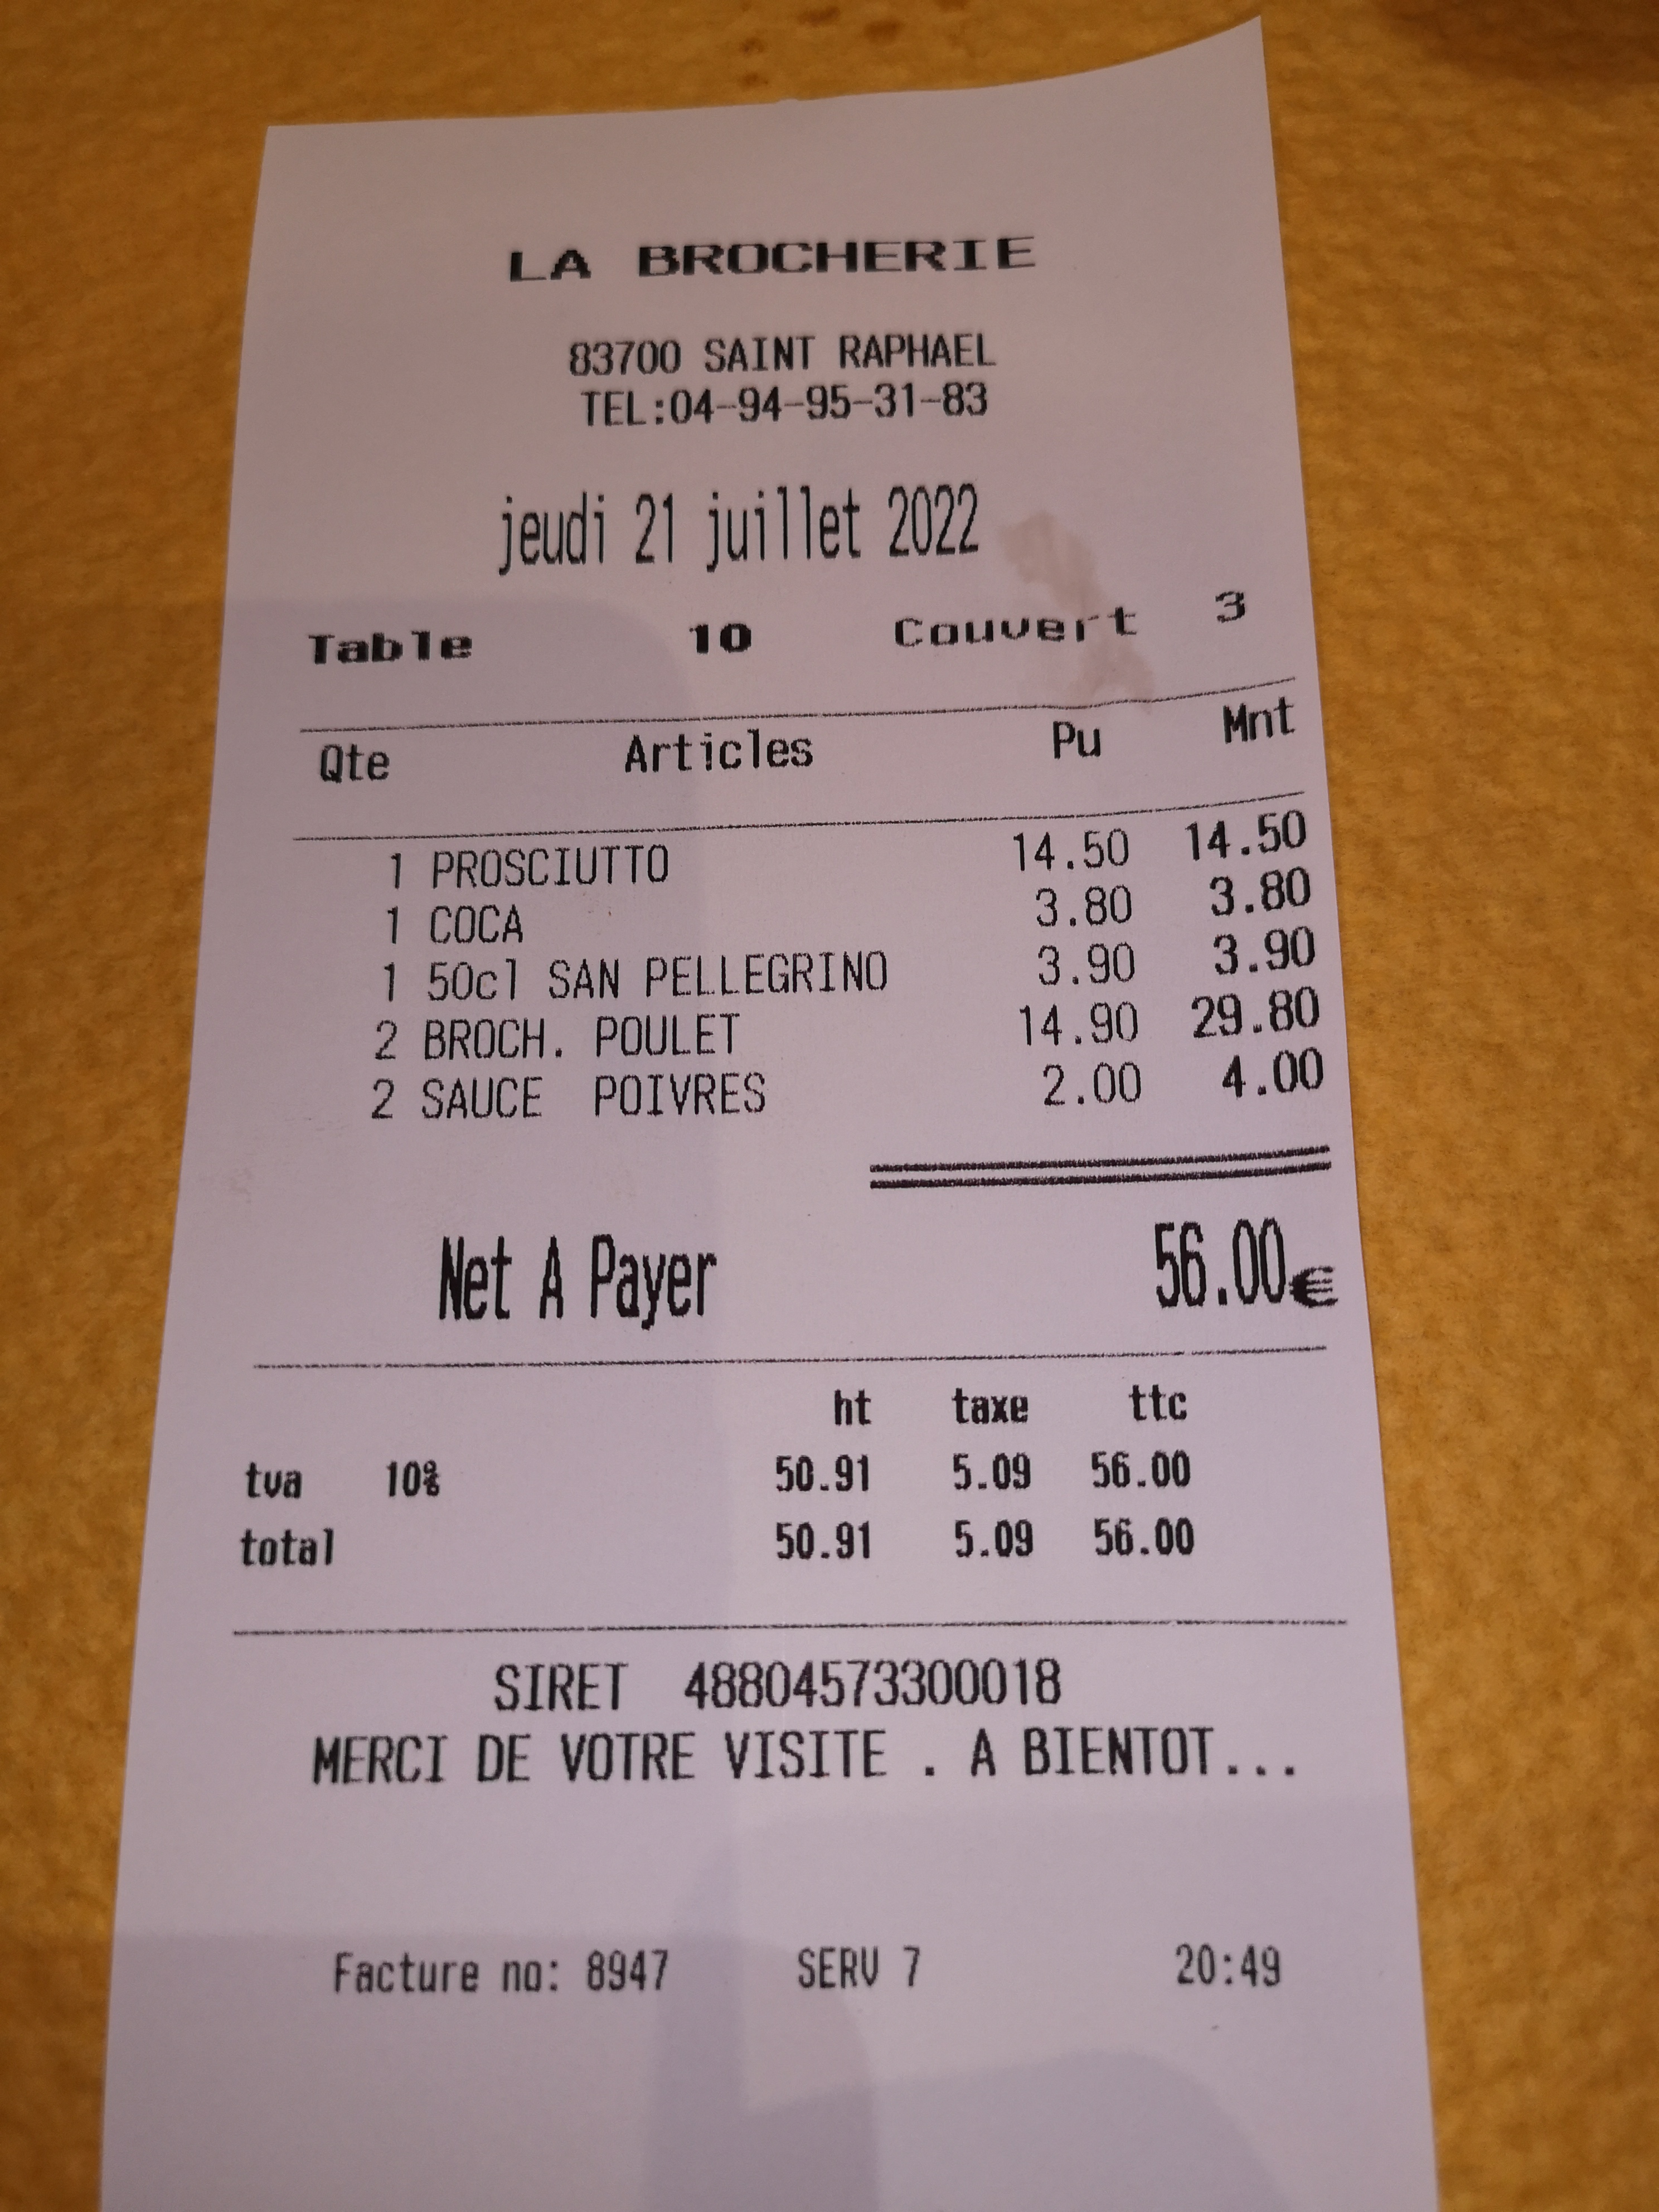 LA BROCHERIE
83700 SAINT RAPHAEL
TEL:04-94-95-31-83
jeudi 21 juillet 2022
Table 10 Couvert 3
Qte Articles Pu Mnt
1 PROSCIUTTO 14.50 14.50
1 COCA 3.80 3.80
1 50cl SAN PELLEGRINO 3.90 3.90
2 BROCH. POULET 14.90 29.80
2 SAUCE POIVRES 2.00 4.00
Net A Payer 56.00€
ht taxe ttc
tva 10% 50.91 5.09 56.00
total 50.91 5.09 56.00
SIRET 48804573300018
MERCI DE VOTRE VISITE . A BIENTOT...
Facture no: 8947 SERV 7 20:49